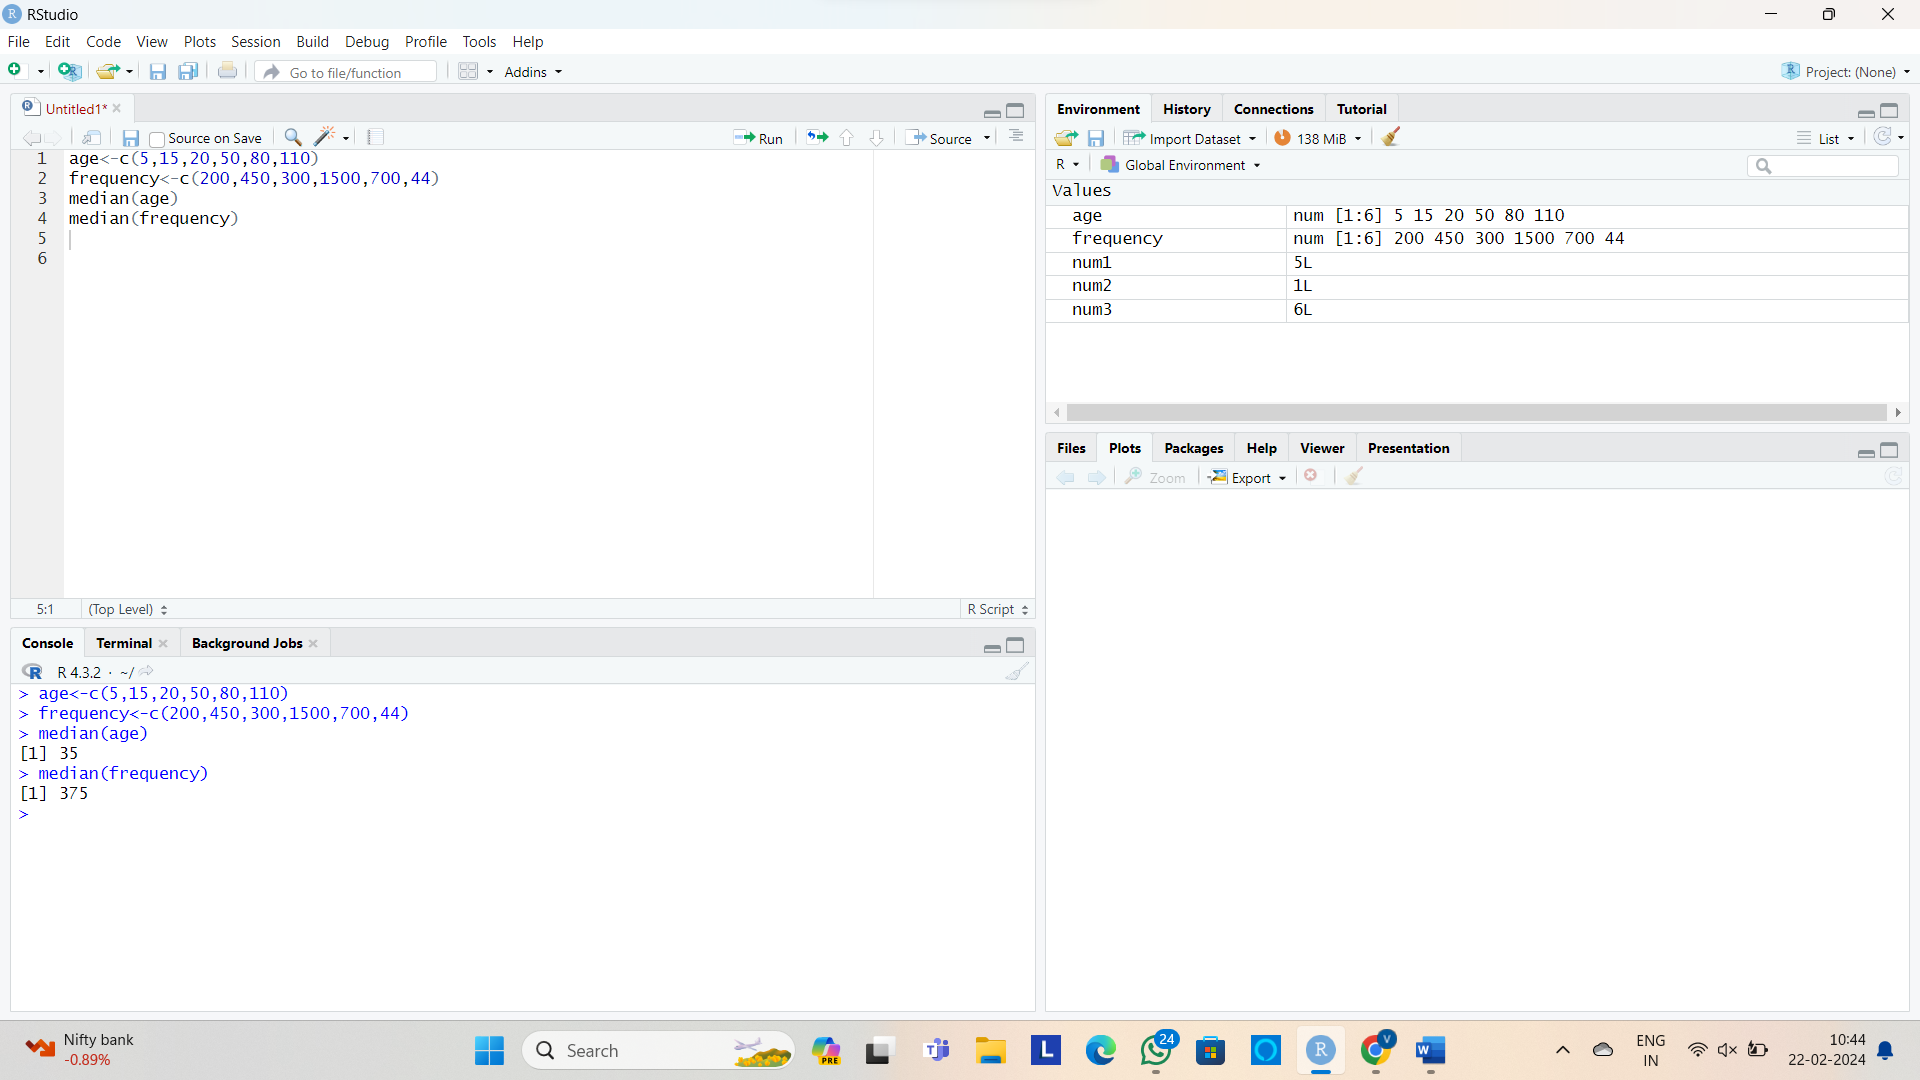 RStudio
File Edit Code View Plots Session Build Debug Profile Tools Help
Go to file/function Addins Project: (None)
Untitled1*
Source on Save Run Source
1 age<-c(5,15,20,50,80,110)
2 frequency<-c(200,450,300,1500,700,44)
3 median(age)
4 median(frequency)
5
6
5:1 (Top Level) R Script
Console Terminal Background Jobs
R 4.3.2 · ~/
> age<-c(5,15,20,50,80,110)
> frequency<-c(200,450,300,1500,700,44)
> median(age)
[1] 35
> median(frequency)
[1] 375
>
Environment History Connections Tutorial
Import Dataset 138 MiB List
R Global Environment
Values
age num [1:6] 5 15 20 50 80 110
frequency num [1:6] 200 450 300 1500 700 44
num1 5L
num2 1L
num3 6L
Files Plots Packages Help Viewer Presentation
Zoom Export
Nifty bank
-0.89%
Search
PRE
L
24
R
V
W
ENG
IN
10:44
22-02-2024